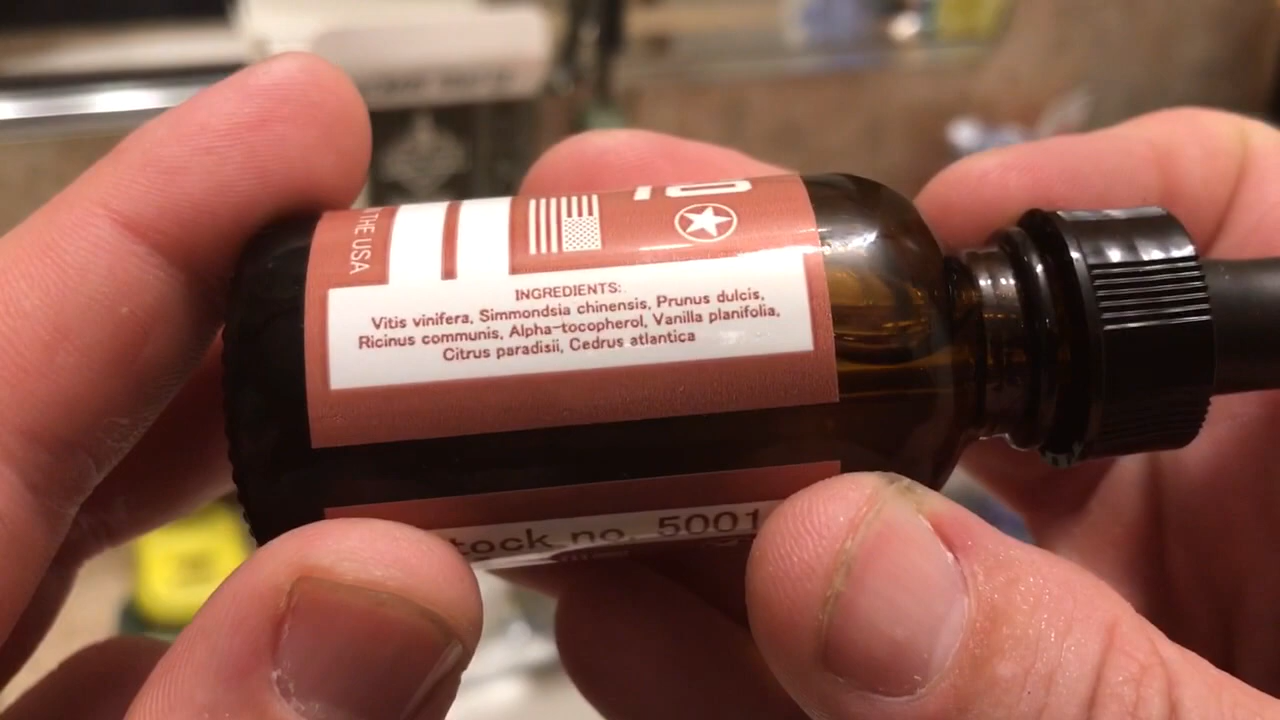 THE USA
INGREDIENTS:
Vitis vinifera, Simmondsia chinensis, Prunus dulcis,
Ricinus communis, Alpha-tocopherol, Vanilla planifolia,
Citrus paradisii, Cedrus atlantica
tock no. 5001